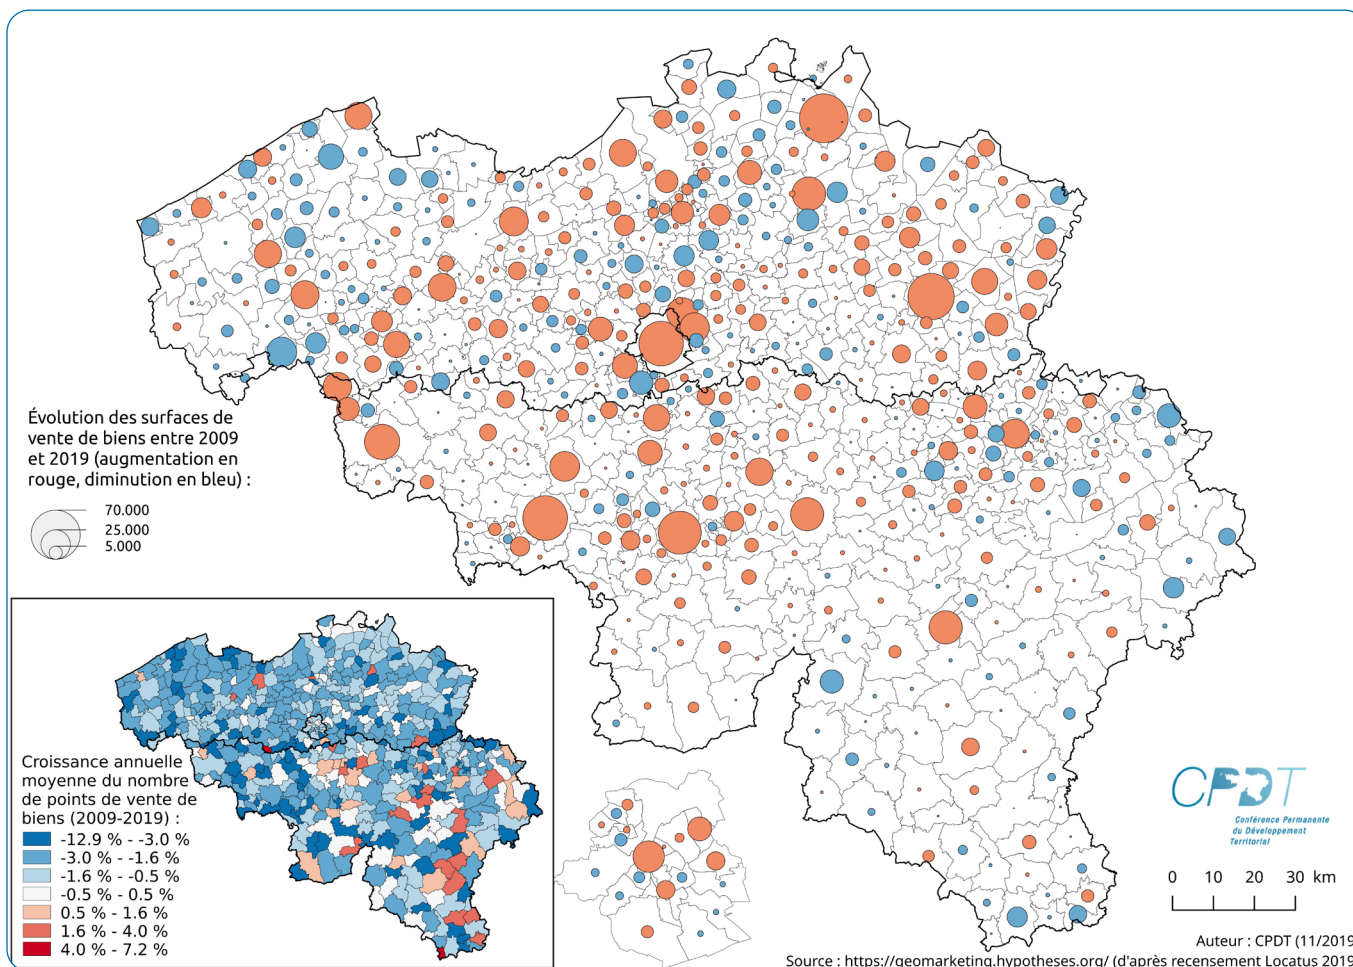 Évolution des surfaces de
vente de biens entre 2009
et 2019 (augmentation en
rouge, diminution en bleu) :
70.000
25.000
5.000
Croissance annuelle
moyenne du nombre
de points de vente de
biens (2009-2019) :
-12.9 % - -3.0 %
-3.0 % - -1.6 %
-1.6 % - -0.5 %
-0.5 % - 0.5 %
0.5 % - 1.6 %
1.6 % - 4.0 %
4.0 % - 7.2 %
CPDT
Conférence Permanente
du Développement
Territorial
0 10 20 30 km
Auteur : CPDT (11/2019
Source : https://geomarketing.hypotheses.org/ (d'après recensement Locatus 2019